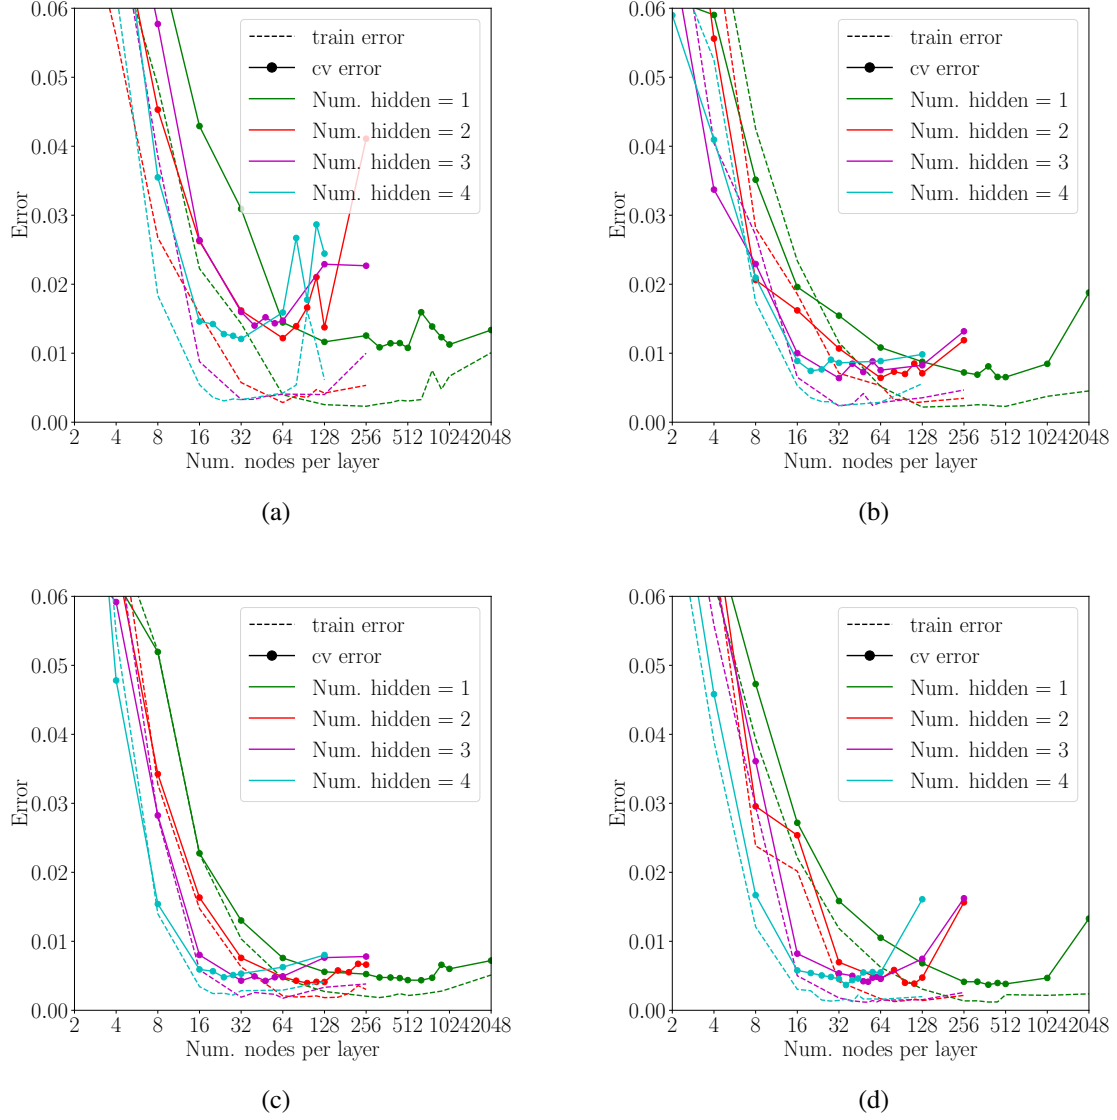 0.06
0.05
0.04
0.03
0.02
0.01
0.00
Error
2 4 8 16 32 64 128 256 512 1024 2048
Num. nodes per layer
train error
cv error
Num. hidden = 1
Num. hidden = 2
Num. hidden = 3
Num. hidden = 4
(a)
0.06
0.05
0.04
0.03
0.02
0.01
0.00
Error
2 4 8 16 32 64 128 256 512 1024 2048
Num. nodes per layer
train error
cv error
Num. hidden = 1
Num. hidden = 2
Num. hidden = 3
Num. hidden = 4
(b)
0.06
0.05
0.04
0.03
0.02
0.01
0.00
Error
2 4 8 16 32 64 128 256 512 1024 2048
Num. nodes per layer
train error
cv error
Num. hidden = 1
Num. hidden = 2
Num. hidden = 3
Num. hidden = 4
(c)
0.06
0.05
0.04
0.03
0.02
0.01
0.00
Error
2 4 8 16 32 64 128 256 512 1024 2048
Num. nodes per layer
train error
cv error
Num. hidden = 1
Num. hidden = 2
Num. hidden = 3
Num. hidden = 4
(d)